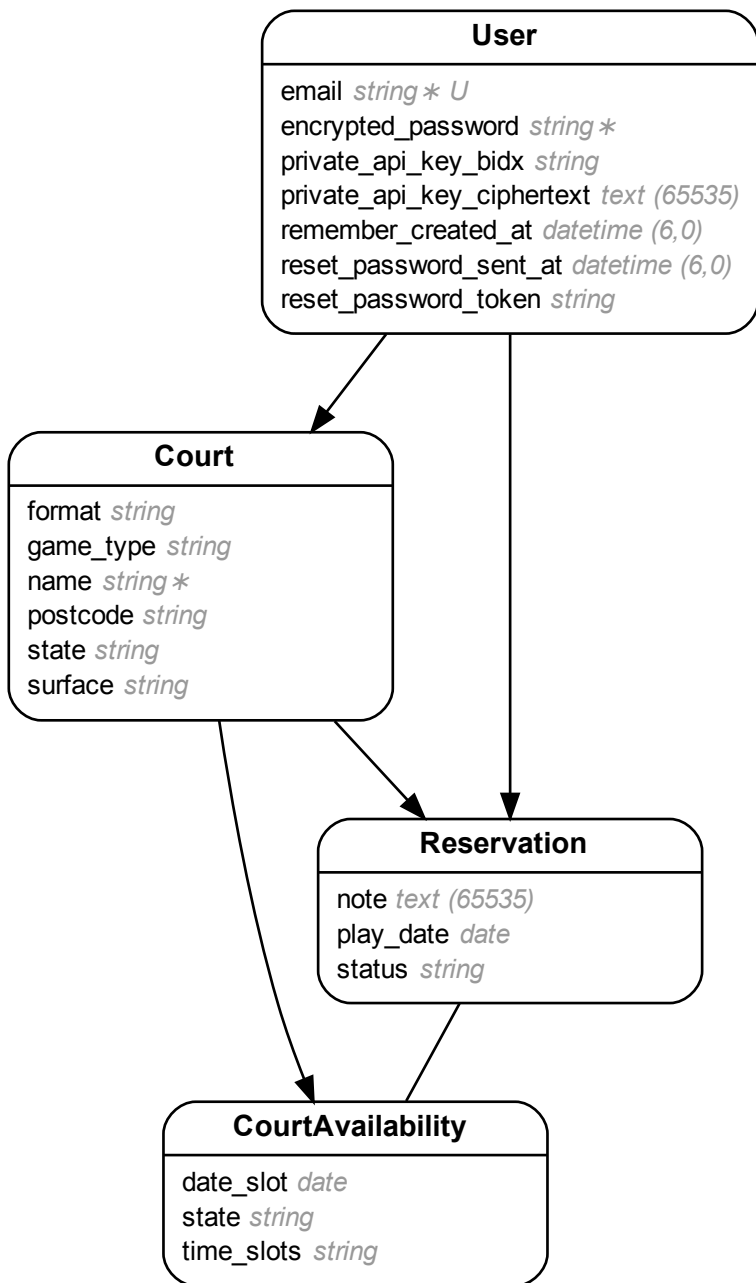 User
email string∗ U
encrypted_password string∗
private_api_key_bidx string
private_api_key_ciphertext text (65535)
remember_created_at datetime (6,0)
reset_password_sent_at datetime (6,0)
reset_password_token string
Court
format string
game_type string
name string∗
postcode string
state string
surface string
Reservation
note text (65535)
play_date date
status string
CourtAvailability
date_slot date
state string
time_slots string